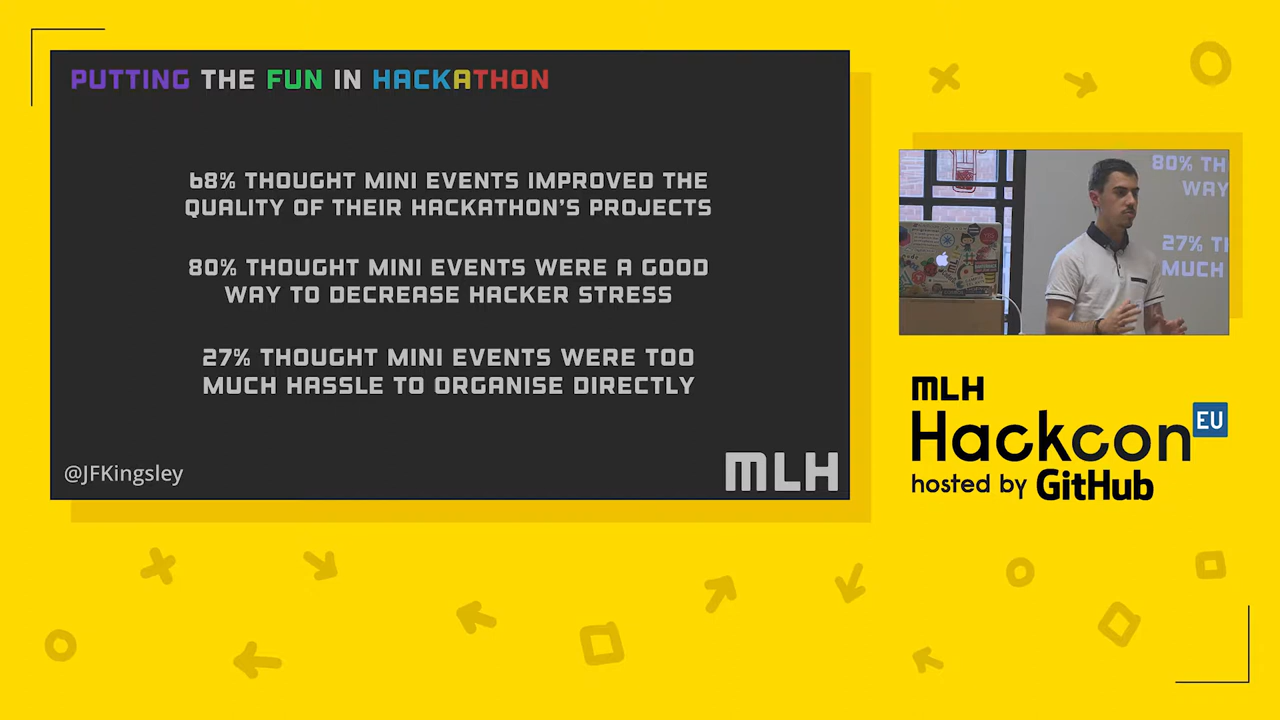 PUTTING THE FUN IN HACKATHON
68% THOUGHT MINI EVENTS IMPROVED THE
QUALITY OF THEIR HACKATHON'S PROJECTS
80% THOUGHT MINI EVENTS WERE A GOOD
WAY TO DECREASE HACKER STRESS
27% THOUGHT MINI EVENTS WERE TOO
MUCH HASSLE TO ORGANISE DIRECTLY
@JFKingsley
MLH
80% TH
WAY
27% T
MUCH
MLH
Hackcon EU
hosted by GitHub